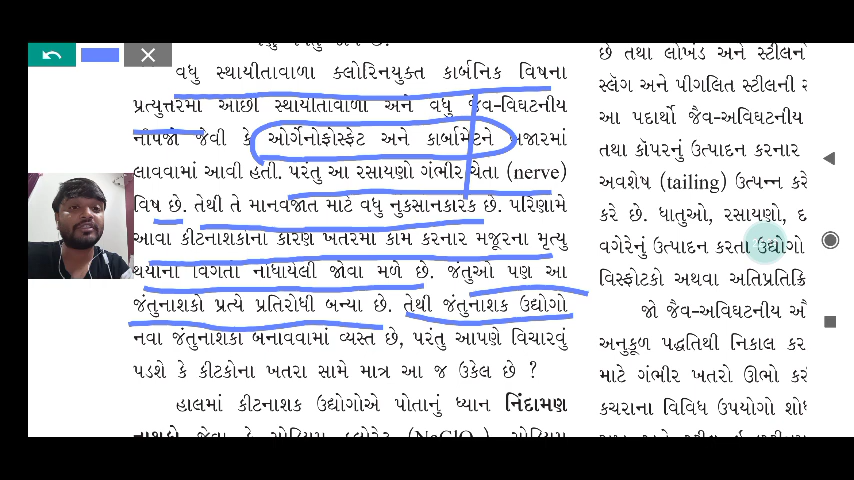 વધુ સ્થાયીતાવાળા ક્લોરિનયુક્ત કાર્બનિક વિષના
પ્રત્યુત્તરમાં ઓછી સ્થાયીતાવાળી અને વધુ જૈવ-વિઘટનીય
નીપજો જેવી કે ઓર્ગેનોફોસ્ફેટ અને કાર્બામેટને બજારમાં
લાવવામાં આવી હતી. પરંતુ આ રસાયણો ગંભીર ચેતા (nerve)
વિષ છે. તેથી તે માનવજાત માટે વધુ નુકસાનકારક છે. પરિણામે
આવા કીટનાશકોના કારણે ખેતરમાં કામ કરનાર મજૂરના મૃત્યુ
થયાની વિગતો નોંધાયેલી જોવા મળે છે. જંતુઓ પણ આ
જંતુનાશકો પ્રત્યે પ્રતિરોધી બન્યા છે. તેથી જંતુનાશક ઉદ્યોગો
નવા જંતુનાશકો બનાવવામાં વ્યસ્ત છે, પરંતુ આપણે વિચારવું
પડશે કે કીટકોના ખતરા સામે માત્ર આ જ ઉકેલ છે ?
હાલમાં કીટનાશક ઉદ્યોગોએ પોતાનું ધ્યાન નિંદામણ
છે તથા લોખંડ અને સ્ટીલનો
સ્લૅગ અને પીગલિત સ્ટીલની
આ પદાર્થો જૈવ-અવિઘટનીય
તથા કૉપરનું ઉત્પાદન કરનાર
અવશેષ (tailing) ઉત્પન્ન કરે
કરે છે. ધાતુઓ, રસાયણો,
વગેરેનું ઉત્પાદન કરતા ઉદ્યોગો
વિસ્ફોટકો અથવા અતિપ્રતિક્રિ
જો જૈવ-અવિઘટનીય
અનુકૂળ પદ્ધતિથી નિકાલ કર
માટે ગંભીર ખતરો ઊભો કરે
કચરાના વિવિધ ઉપયોગો શોધ